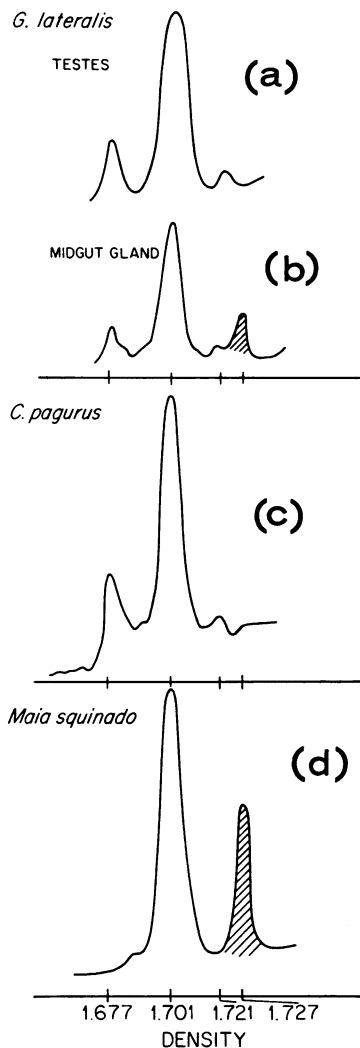 G. lateralis
TESTES
(a)
MIDGUT GLAND
(b)
C. pagurus
(c)
Maia squinado
(d)
1.677 1.701 1.721 1.727
DENSITY